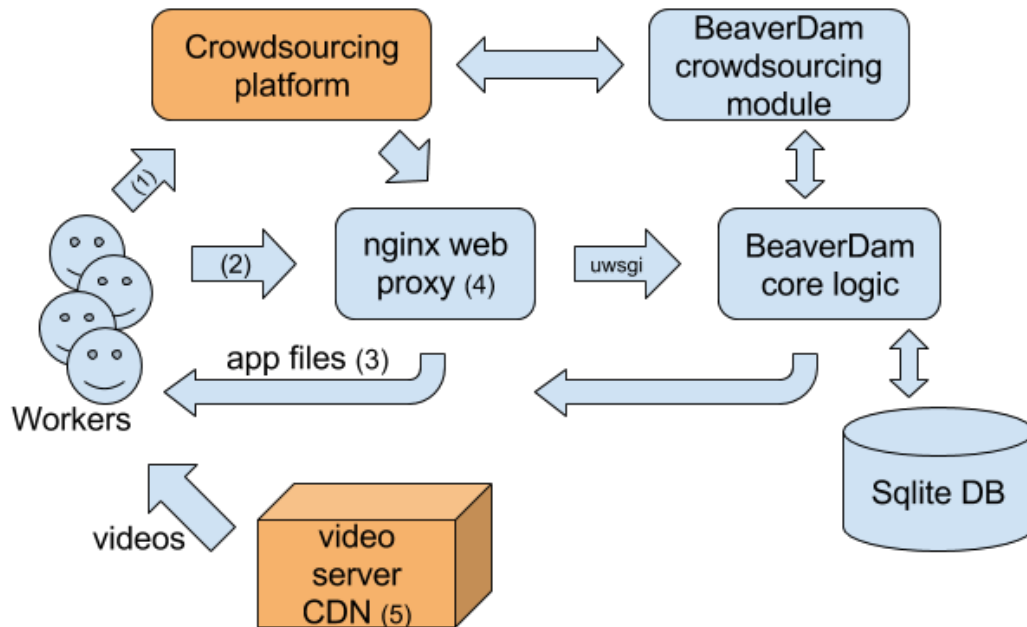 Crowdsourcing
platform
BeaverDam
crowdsourcing
module
(1)
(2)
nginx web
proxy (4)
uwsgi
BeaverDam
core logic
app files (3)
Workers
Sqlite DB
videos
video
server
CDN (5)